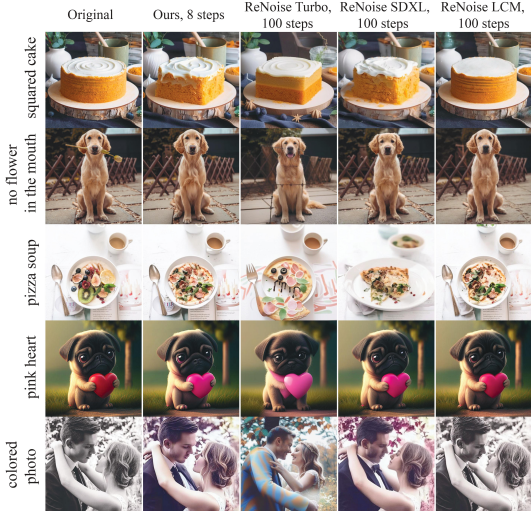 Original
Ours, 8 steps
ReNoise Turbo,
100 steps
ReNoise SDXL,
100 steps
ReNoise LCM,
100 steps
squared cake
no flower
in the mouth
pizza soup
pink heart
colored
photo